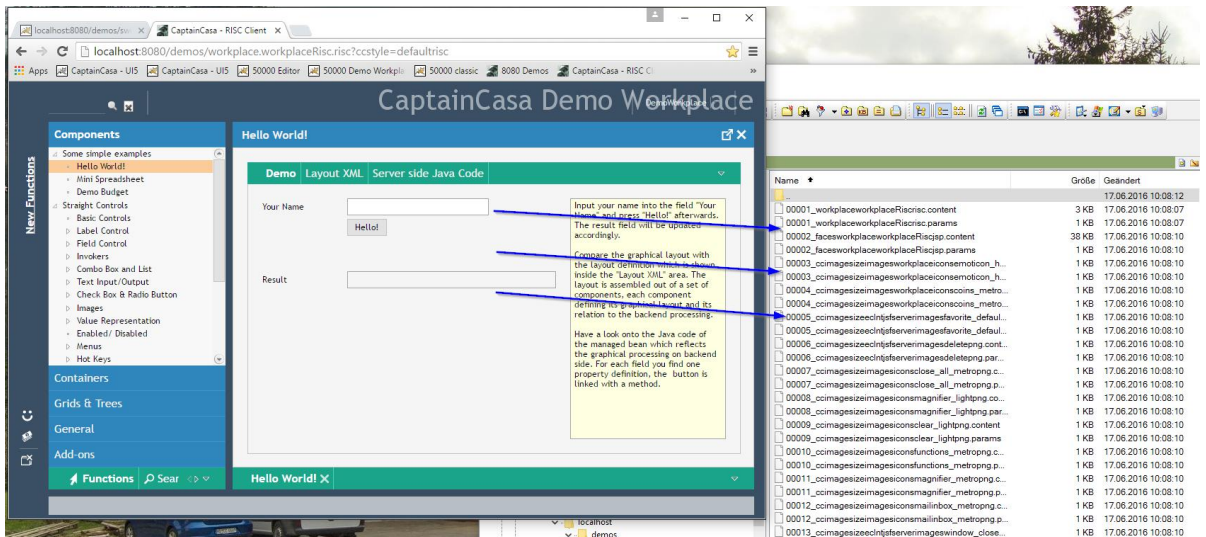 localhost:8080/demos/su
CaptainCasa - RISC Client
localhost:8080/demos/workplace.workplaceRisc.risc?ccstyle=defaultrisc
Apps CaptainCasa - UI5 CaptainCasa - UI5 50000 Editor 50000 Demo Workpla 50000 classic 8080 Demos CaptainCasa - RISC C »
CaptainCasa Demo Workplace
New Functions
Components
Some simple examples
Hello World!
Mini Spreadsheet
Demo Budget
Straight Controls
Basic Controls
Label Control
Field Control
Invokers
Combo Box and List
Text Input/Output
Check Box & Radio Button
Images
Value Representation
Enabled/ Disabled
Menus
Hot Keys
Containers
Grids & Trees
General
Add-ons
Functions Sear
Hello World!
Demo Layout XML Server side Java Code
Your Name
Hello!
Result
Input your name into the field "Your
Name" and press "Hello!" afterwards.
The result field will be updated
accordingly.
Compare the graphical layout with
the layout definition which is shown
inside the "Layout XML" area. The
layout is assembled out of a set of
components, each component
defining its graphical layout and its
relation to the backend processing.
Have a look onto the Java code of
the managed bean which reflects
the graphical processing on backend
side. For each field you find one
property definition, the button is
linked with a method.
Hello World!
Name Größe Geändert
.. 17.06.2016 10:08:12
00001_workplaceworkplaceRiscrisc.content 3 KB 17.06.2016 10:08:07
00001_workplaceworkplaceRiscrisc.params 1 KB 17.06.2016 10:08:07
00002_facesworkplaceworkplaceRiscjsp.content 38 KB 17.06.2016 10:08:10
00002_facesworkplaceworkplaceRiscjsp.params 1 KB 17.06.2016 10:08:10
00003_ccimagesizeimagesworkplaceiconsemoticon_h... 1 KB 17.06.2016 10:08:10
00003_ccimagesizeimagesworkplaceiconsemoticon_h... 1 KB 17.06.2016 10:08:10
00004_ccimagesizeimagesworkplaceiconscoins_metro... 1 KB 17.06.2016 10:08:10
00004_ccimagesizeimagesworkplaceiconscoins_metro... 1 KB 17.06.2016 10:08:10
00005_ccimagesizeeclntjsfserverimagesfavorite_defaul... 1 KB 17.06.2016 10:08:10
00005_ccimagesizeeclntjsfserverimagesfavorite_defaul... 1 KB 17.06.2016 10:08:10
00006_ccimagesizeeclntjsfserverimagesdeletepng.cont... 1 KB 17.06.2016 10:08:10
00006_ccimagesizeeclntjsfserverimagesdeletepng.par... 1 KB 17.06.2016 10:08:10
00007_ccimagesizeimagesiconsclose_all_metropng.c... 1 KB 17.06.2016 10:08:10
00007_ccimagesizeimagesiconsclose_all_metropng.p... 1 KB 17.06.2016 10:08:10
00008_ccimagesizeimagesiconsmagnifier_lightpng.co... 1 KB 17.06.2016 10:08:10
00008_ccimagesizeimagesiconsmagnifier_lightpng.par... 1 KB 17.06.2016 10:08:10
00009_ccimagesizeimagesiconsclear_lightpng.content 1 KB 17.06.2016 10:08:10
00009_ccimagesizeimagesiconsclear_lightpng.params 1 KB 17.06.2016 10:08:10
00010_ccimagesizeimagesiconsfunctions_metropng.c... 1 KB 17.06.2016 10:08:10
00010_ccimagesizeimagesiconsfunctions_metropng.p... 1 KB 17.06.2016 10:08:10
00011_ccimagesizeimagesiconsmagnifier_metropng.c... 1 KB 17.06.2016 10:08:10
00011_ccimagesizeimagesiconsmagnifier_metropng.p... 1 KB 17.06.2016 10:08:10
00012_ccimagesizeimagesiconsmailinbox_metropng.c... 1 KB 17.06.2016 10:08:10
00012_ccimagesizeimagesiconsmailinbox_metropng.p... 1 KB 17.06.2016 10:08:10
00013_ccimagesizeeclntjsfserverimageswindow_close... 1 KB 17.06.2016 10:08:10
localhost
demos